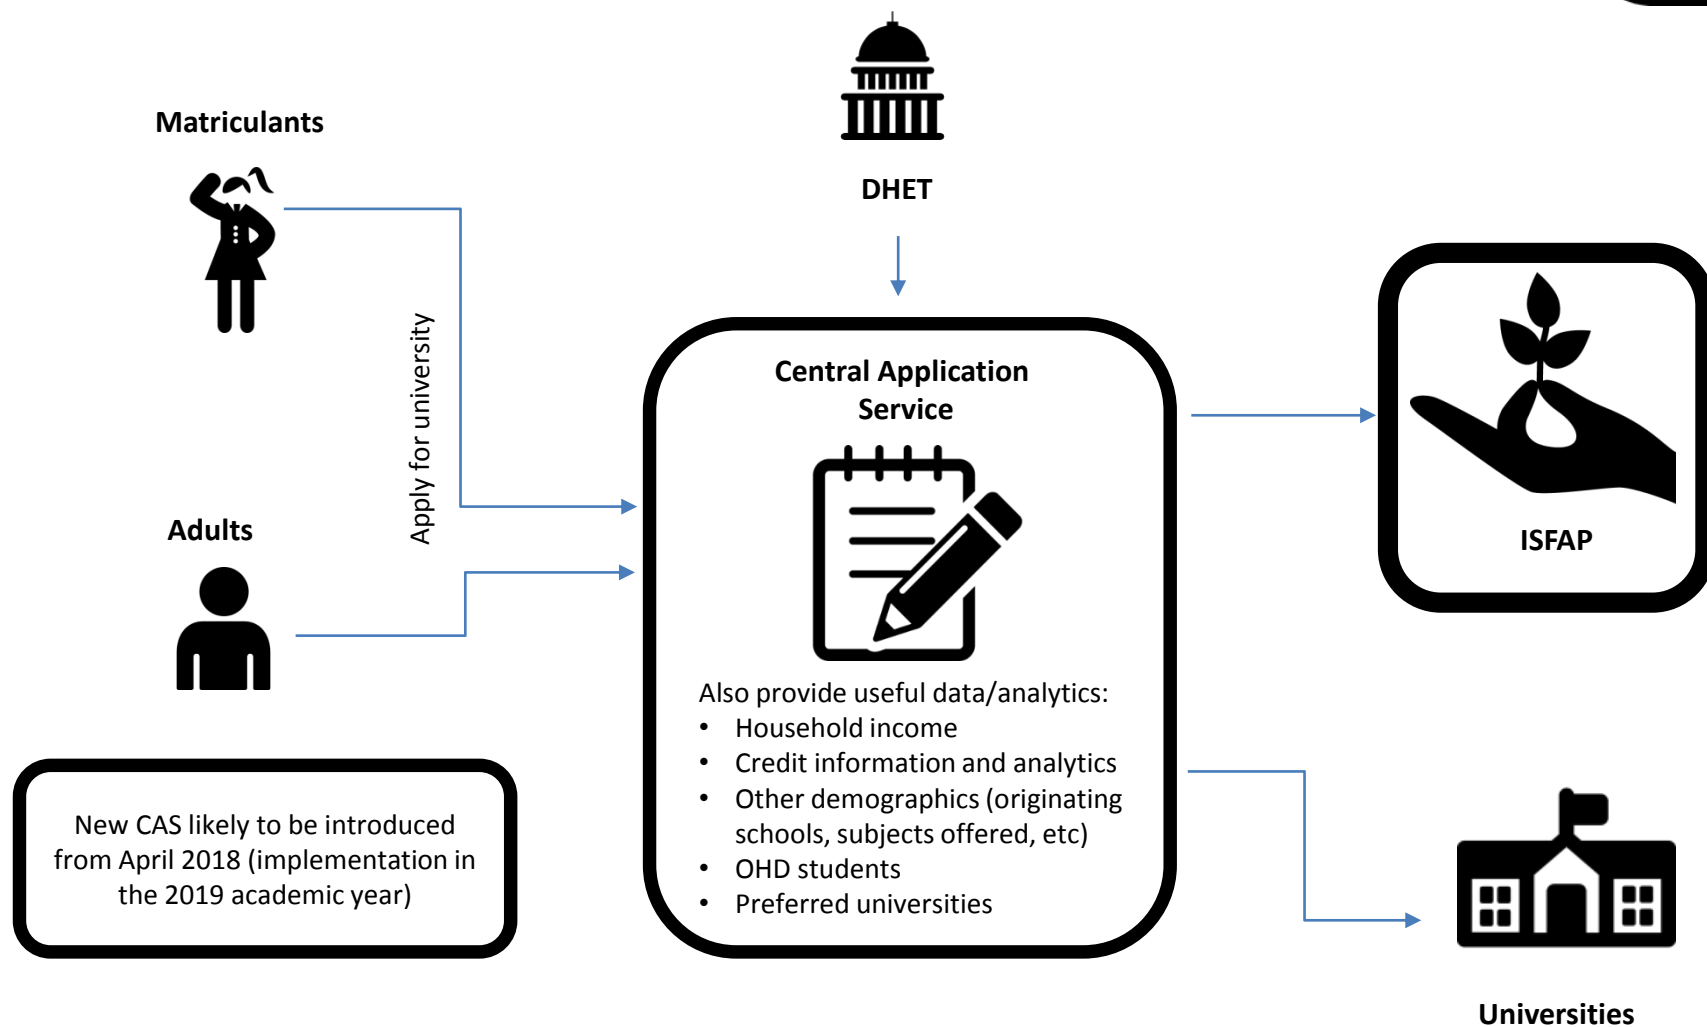 Matriculants
DHET
Apply for university
Adults
Central Application
Service
Also provide useful data/analytics:
• Household income
• Credit information and analytics
• Other demographics (originating
schools, subjects offered, etc)
• OHD students
• Preferred universities
ISFAP
New CAS likely to be introduced
from April 2018 (implementation in
the 2019 academic year)
Universities